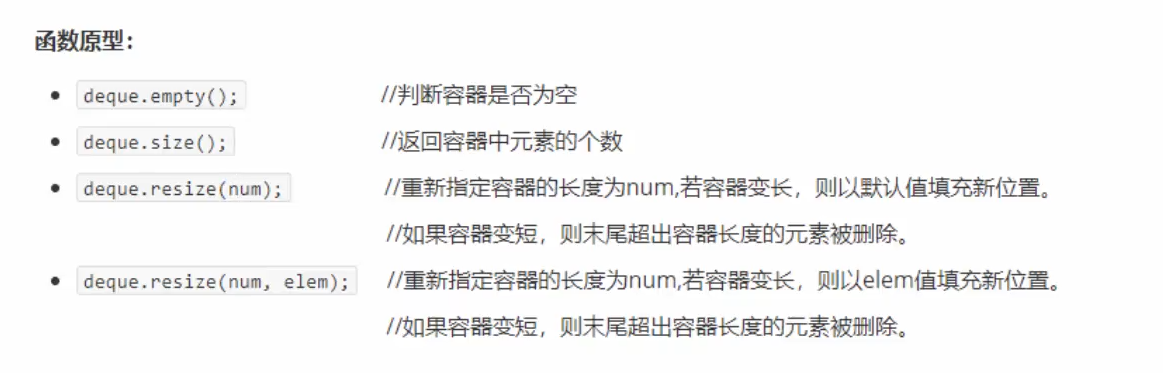 函数原型：
deque.empty(); //判断容器是否为空
deque.size(); //返回容器中元素的个数
deque.resize(num); //重新指定容器的长度为num,若容器变长，则以默认值填充新位置。
//如果容器变短，则末尾超出容器长度的元素被删除。
deque.resize(num, elem); //重新指定容器的长度为num,若容器变长，则以elem值填充新位置。
//如果容器变短，则末尾超出容器长度的元素被删除。